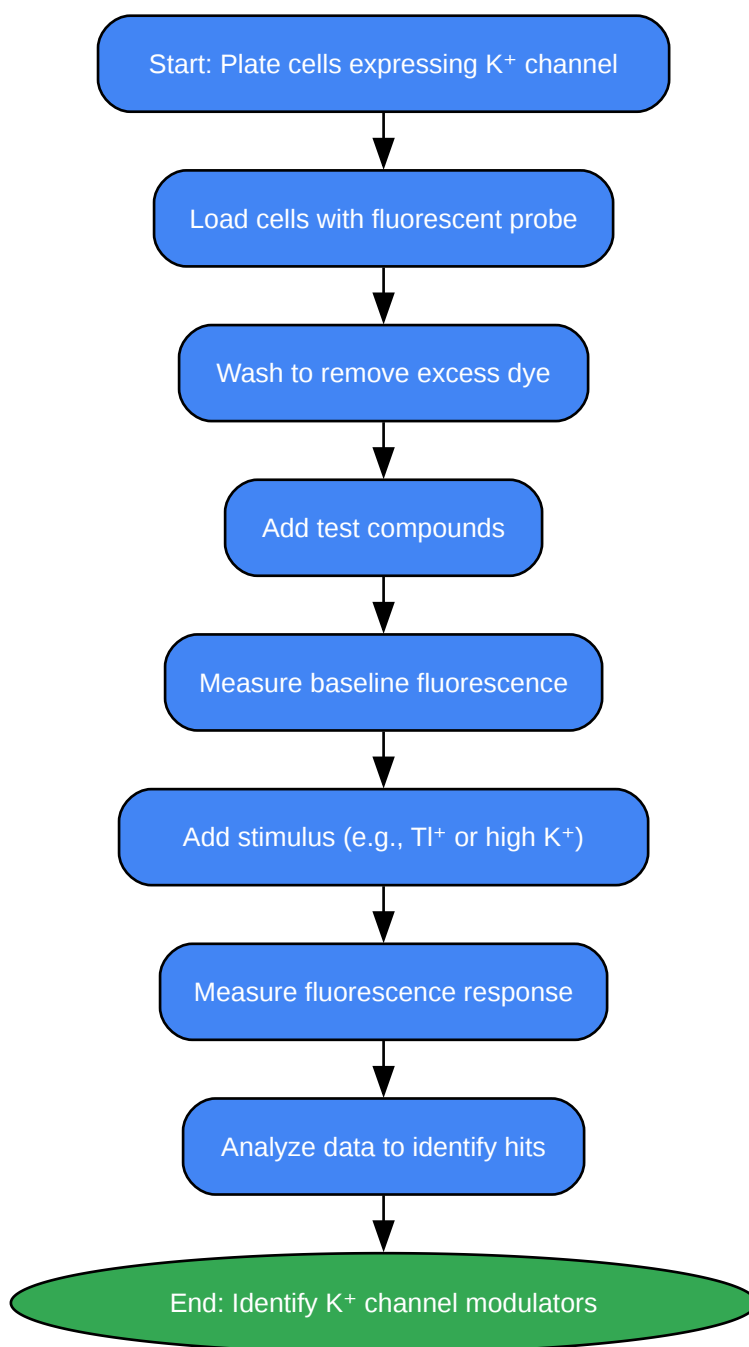 Start: Plate cells expressing K⁺ channel
Load cells with fluorescent probe
Wash to remove excess dye
Add test compounds
Measure baseline fluorescence
Add stimulus (e.g., Tl⁺ or high K⁺)
Measure fluorescence response
Analyze data to identify hits
End: Identify K⁺ channel modulators